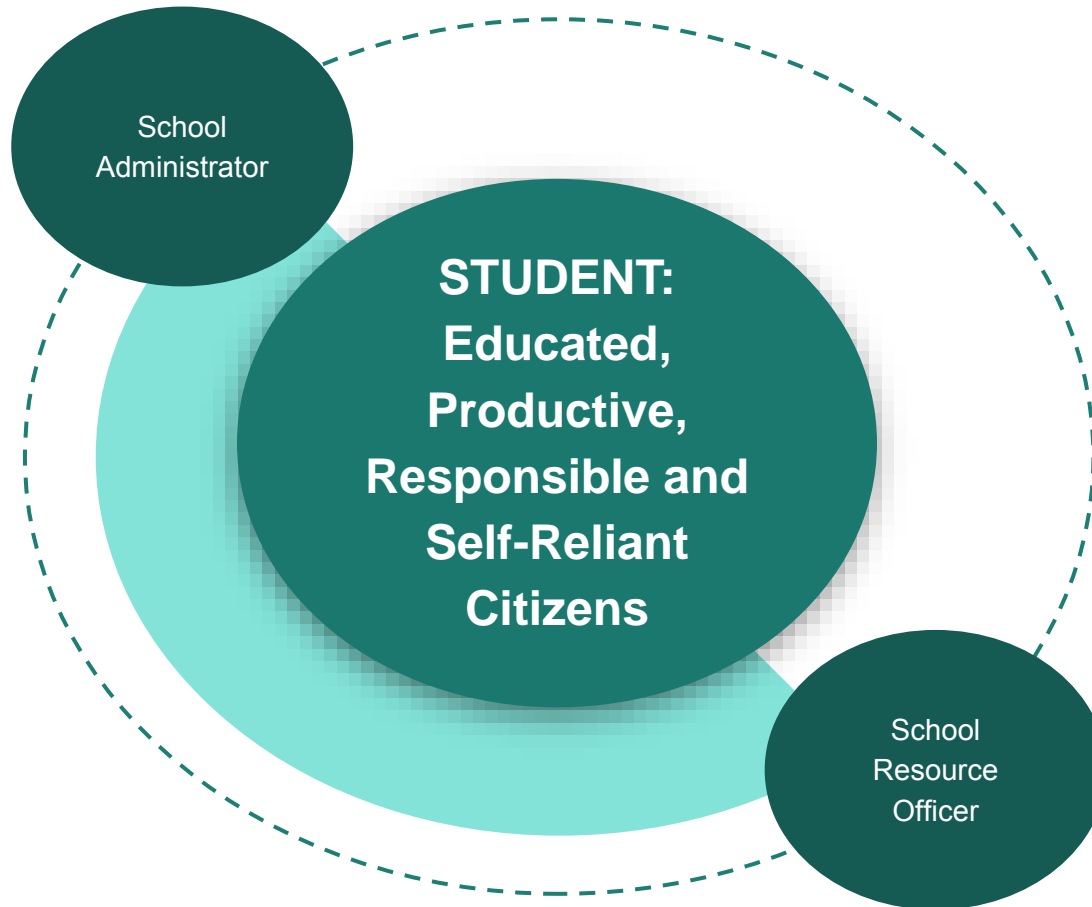 School
Administrator
STUDENT:
Educated,
Productive,
Responsible and
Self-Reliant
Citizens
School
Resource
Officer